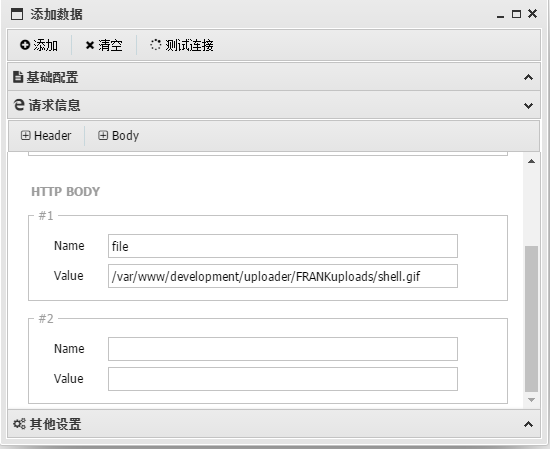 添加数据
添加 清空 测试连接
基础配置
请求信息
Header Body
HTTP BODY
#1
Name file
Value /var/www/development/uploader/FRANKuploads/shell.gif
#2
Name
Value
其他设置